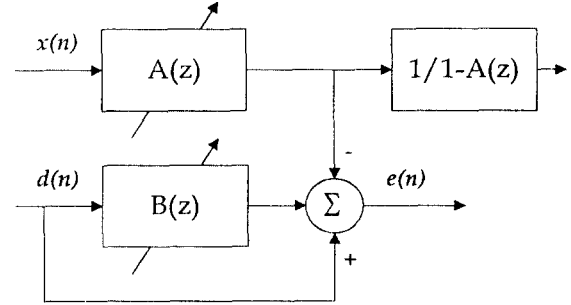 x(n)
A(z)
1/1-A(z)
-
d(n)
B(z)
Σ
e(n)
+